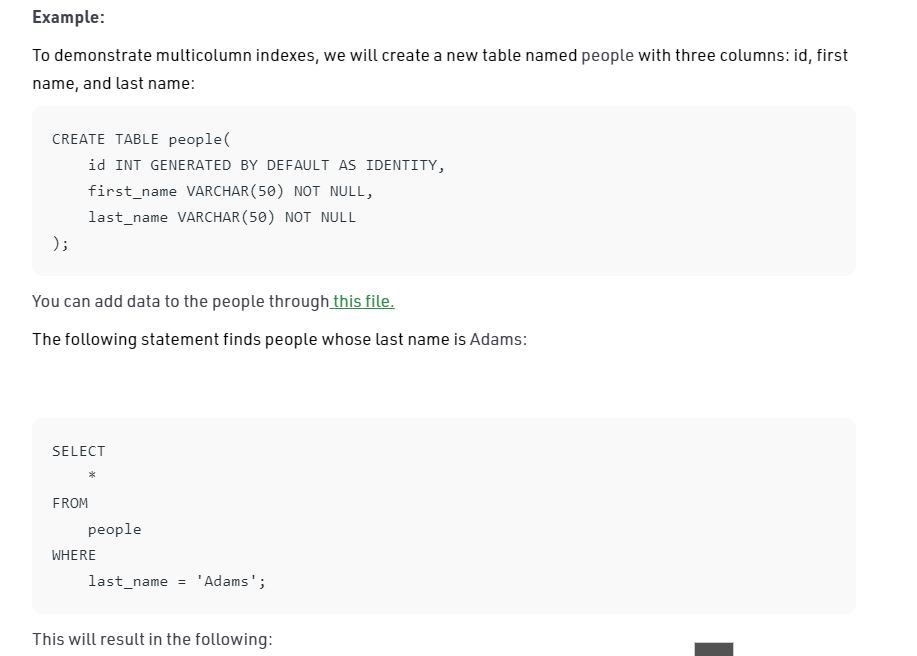 Example:
To demonstrate multicolumn indexes, we will create a new table named people with three columns: id, first
name, and last name:
CREATE TABLE people(
    id INT GENERATED BY DEFAULT AS IDENTITY,
    first_name VARCHAR(50) NOT NULL,
    last_name VARCHAR(50) NOT NULL
);
You can add data to the people through this file.
The following statement finds people whose last name is Adams:
SELECT
    *
FROM
    people
WHERE
    last_name = 'Adams';
This will result in the following: